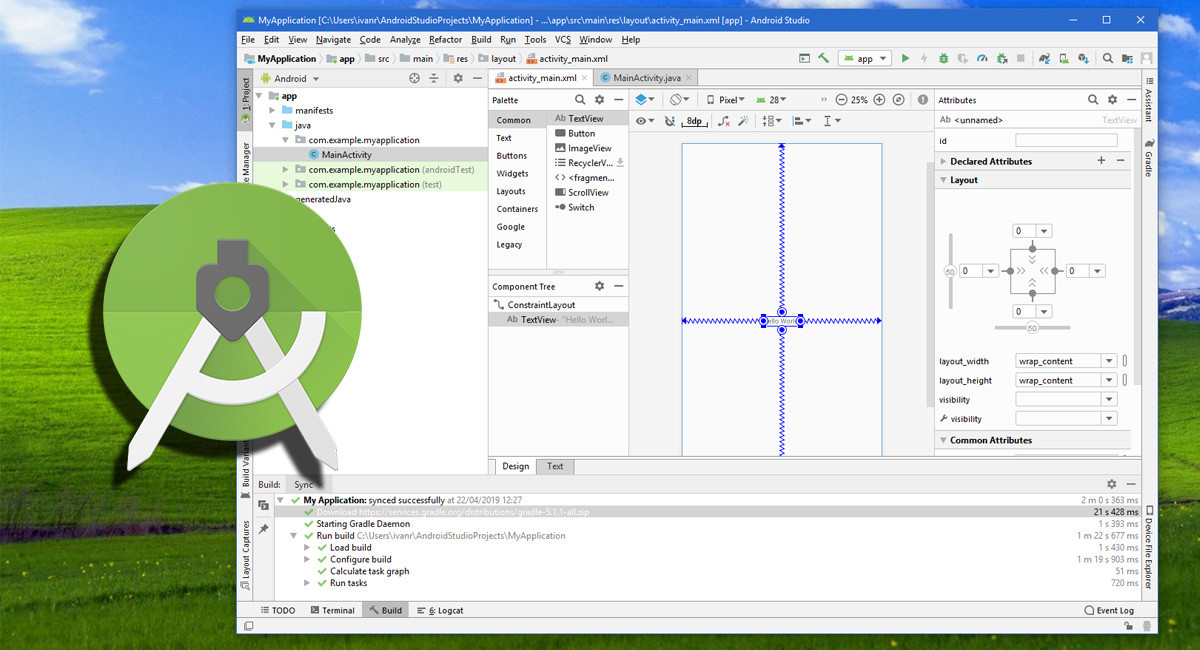 MyApplication [C:\Users\ivanr\AndroidStudioProjects\MyApplication] - ...\app\src\main\res\layout\activity_main.xml [app] - Android Studio
File Edit View Navigate Code Analyze Refactor Build Run Tools VCS Window Help
MyApplication app src main res layout activity_main.xml
app
1: Project
Android
app
manifests
java
com.example.myapplication
MainActivity
com.example.myapplication (androidTest)
com.example.myapplication (test)
generatedJava
activity_main.xml MainActivity.java
Palette
Common
Text
Buttons
Widgets
Layouts
Containers
Google
Legacy
Ab TextView
Button
ImageView
RecyclerV...
<> <fragmen...
ScrollView
Switch
Component Tree
ConstraintLayout
Ab TextView- "Hello Worl...
Pixel 28 25%
8dp
Attributes
Ab <unnamed> TextView
id
Declared Attributes
Layout
0
50 0 0
0
50
layout_width wrap_content
layout_height wrap_content
visibility
visibility
Common Attributes
Assistant
Gradle
Device File Explorer
Design Text
Layout Captures
Build: Sync
My Application: synced successfully at 22/04/2019 12:27 2 m 0 s 363 ms
Download https://services.gradle.org/distributions/gradle-5.1.1-all.zip 21 s 428 ms
Starting Gradle Daemon 1 s 393 ms
Run build C:\Users\ivanr\AndroidStudioProjects\MyApplication 1 m 22 s 677 ms
Load build 1 s 430 ms
Configure build 1 m 19 s 903 ms
Calculate task graph 51 ms
Run tasks 720 ms
TODO Terminal Build 6: Logcat Event Log